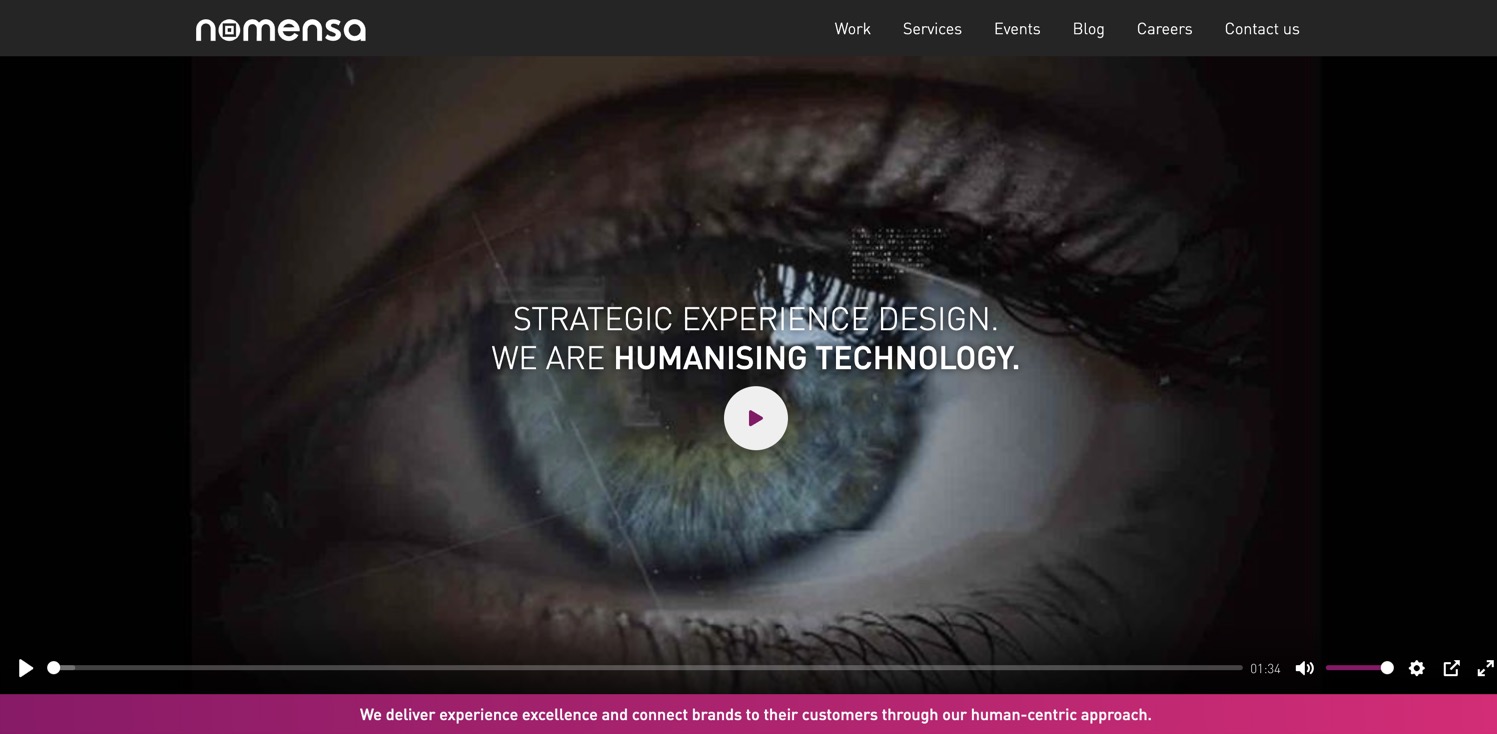 nomensa
Work Services Events Blog Careers Contact us
STRATEGIC EXPERIENCE DESIGN.
WE ARE HUMANISING TECHNOLOGY.
01:34
We deliver experience excellence and connect brands to their customers through our human-centric approach.